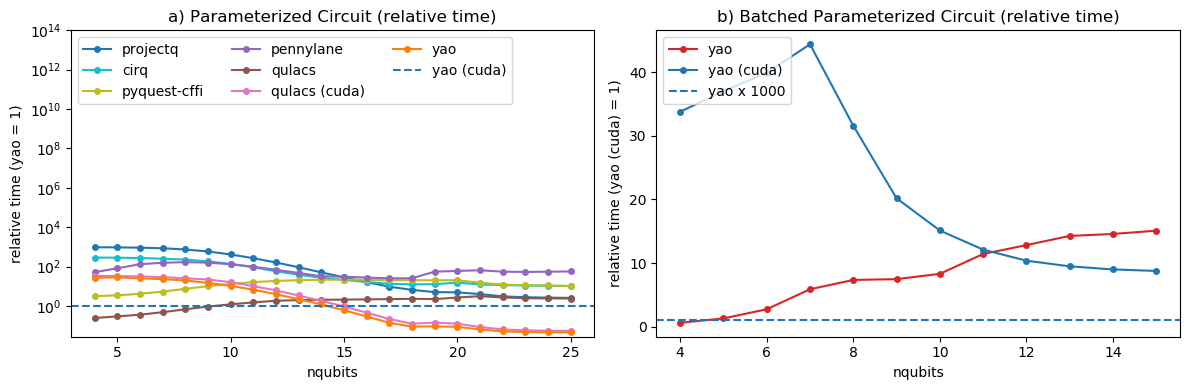 a) Parameterized Circuit (relative time)
relative time (yao = 1)
10^14
10^12
10^10
10^8
10^6
10^4
10^2
10^0
projectq
cirq
pyquest-cffi
pennylane
qulacs
qulacs (cuda)
yao
yao (cuda)
5 10 15 20 25
nqubits
b) Batched Parameterized Circuit (relative time)
relative time (yao (cuda) = 1)
40
30
20
10
0
yao
yao (cuda)
yao x 1000
4 6 8 10 12 14
nqubits